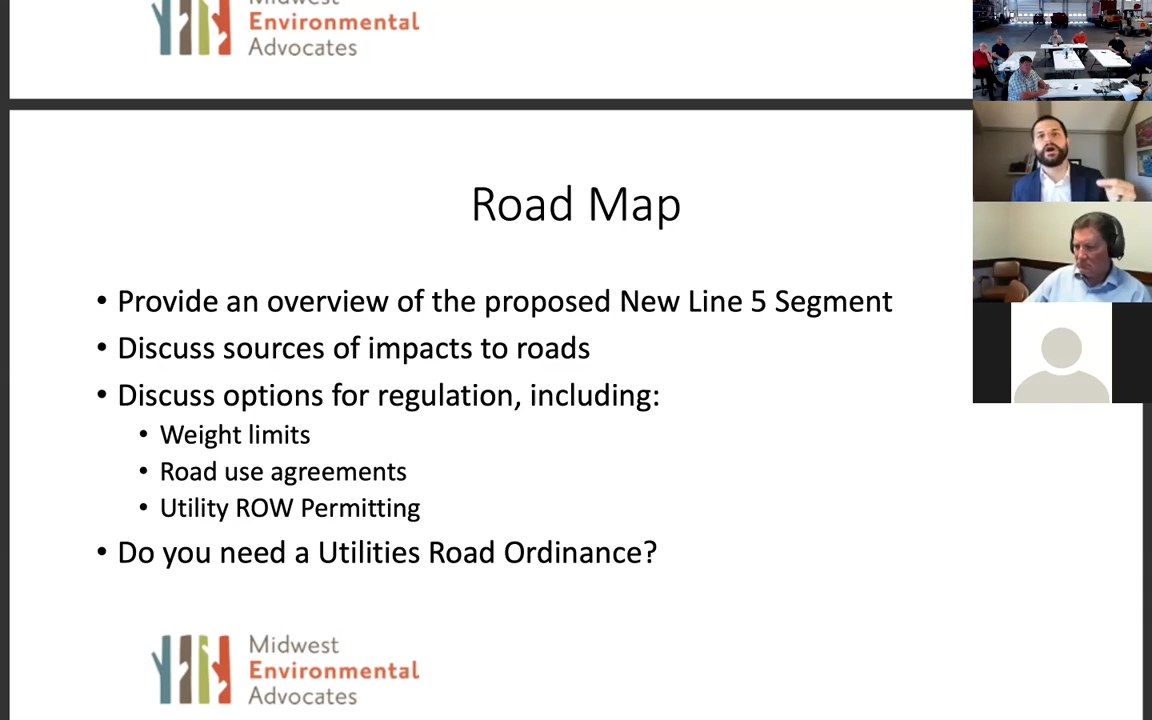 Midwest
Environmental
Advocates
Road Map
• Provide an overview of the proposed New Line 5 Segment
• Discuss sources of impacts to roads
• Discuss options for regulation, including:
• Weight limits
• Road use agreements
• Utility ROW Permitting
• Do you need a Utilities Road Ordinance?
Midwest
Environmental
Advocates